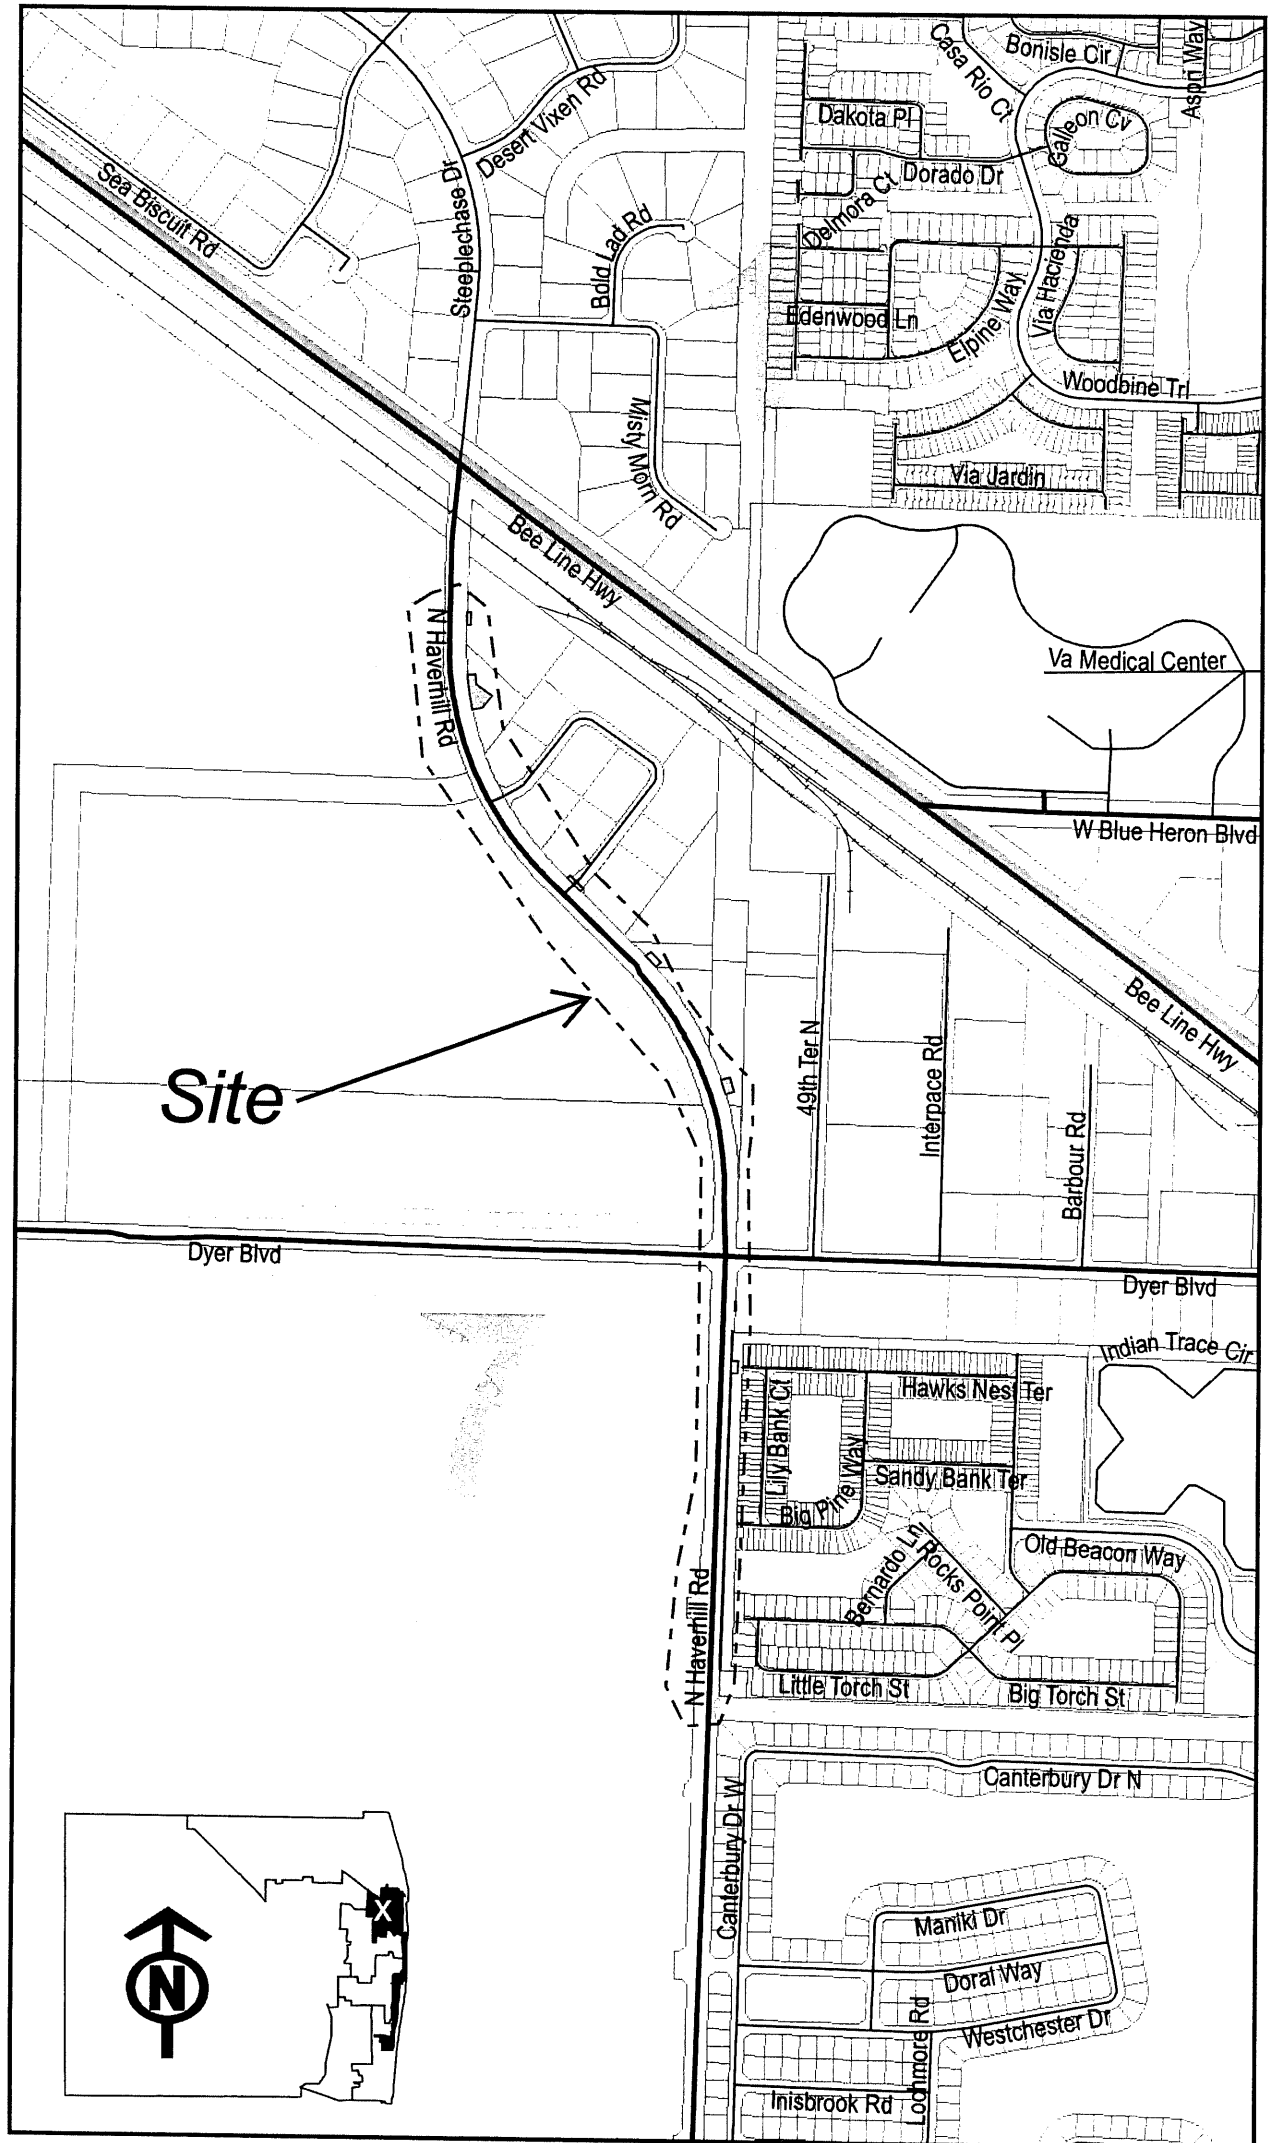 Casa Rio Ct
Bonisle Cir
Aspri Way
Dakota Pl
Galleon Cv
Desert Vixen Rd
Dorado Dr
Sea Biscuit Rd
Steeplechase Dr
Delmora Ct
Bold Lad Rd
Via Hacienda
Edenwood Ln
Elpine Way
Woodbine Trl
Misty Morn Rd
Via Jardin
Bee Line Hwy
N Haverhill Rd
Va Medical Center
W Blue Heron Blvd
Bee Line Hwy
Site
49th Ter N
Interpace Rd
Barbour Rd
Dyer Blvd
Dyer Blvd
Indian Trace Cir
Hawks Nest Ter
Lily Bank Ct
Big Pine Way
Sandy Bank Ter
Old Beacon Way
Bernardo Ln
Rocks Point Pl
N Haverhill Rd
Little Torch St
Big Torch St
Canterbury Dr N
Canterbury Dr W
X
Maniki Dr
Doral Way
N
Westchester Dr
Lochmore Rd
Inisbrook Rd